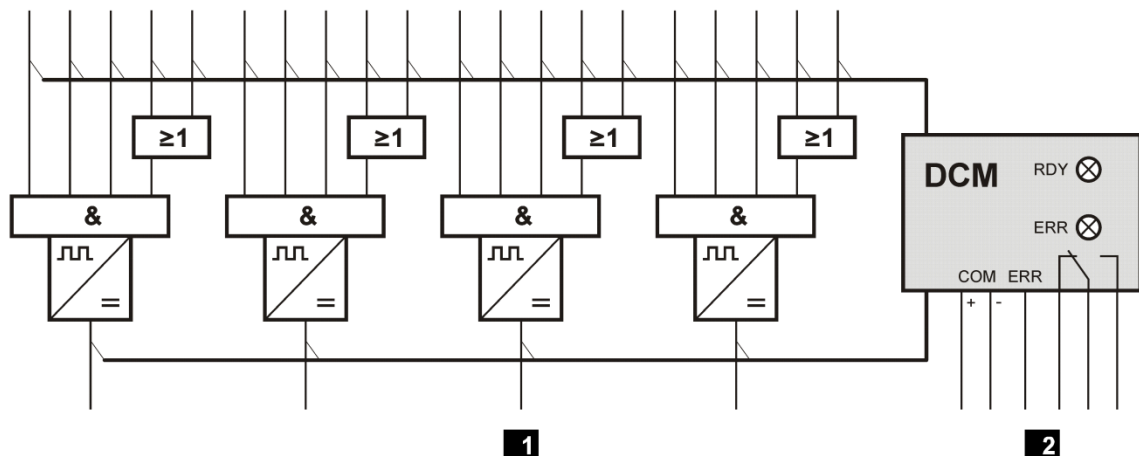 ≥1 ≥1 ≥1 ≥1
DCM RDY
& & & &
ERR
= = = =
COM ERR
+ -
1 2